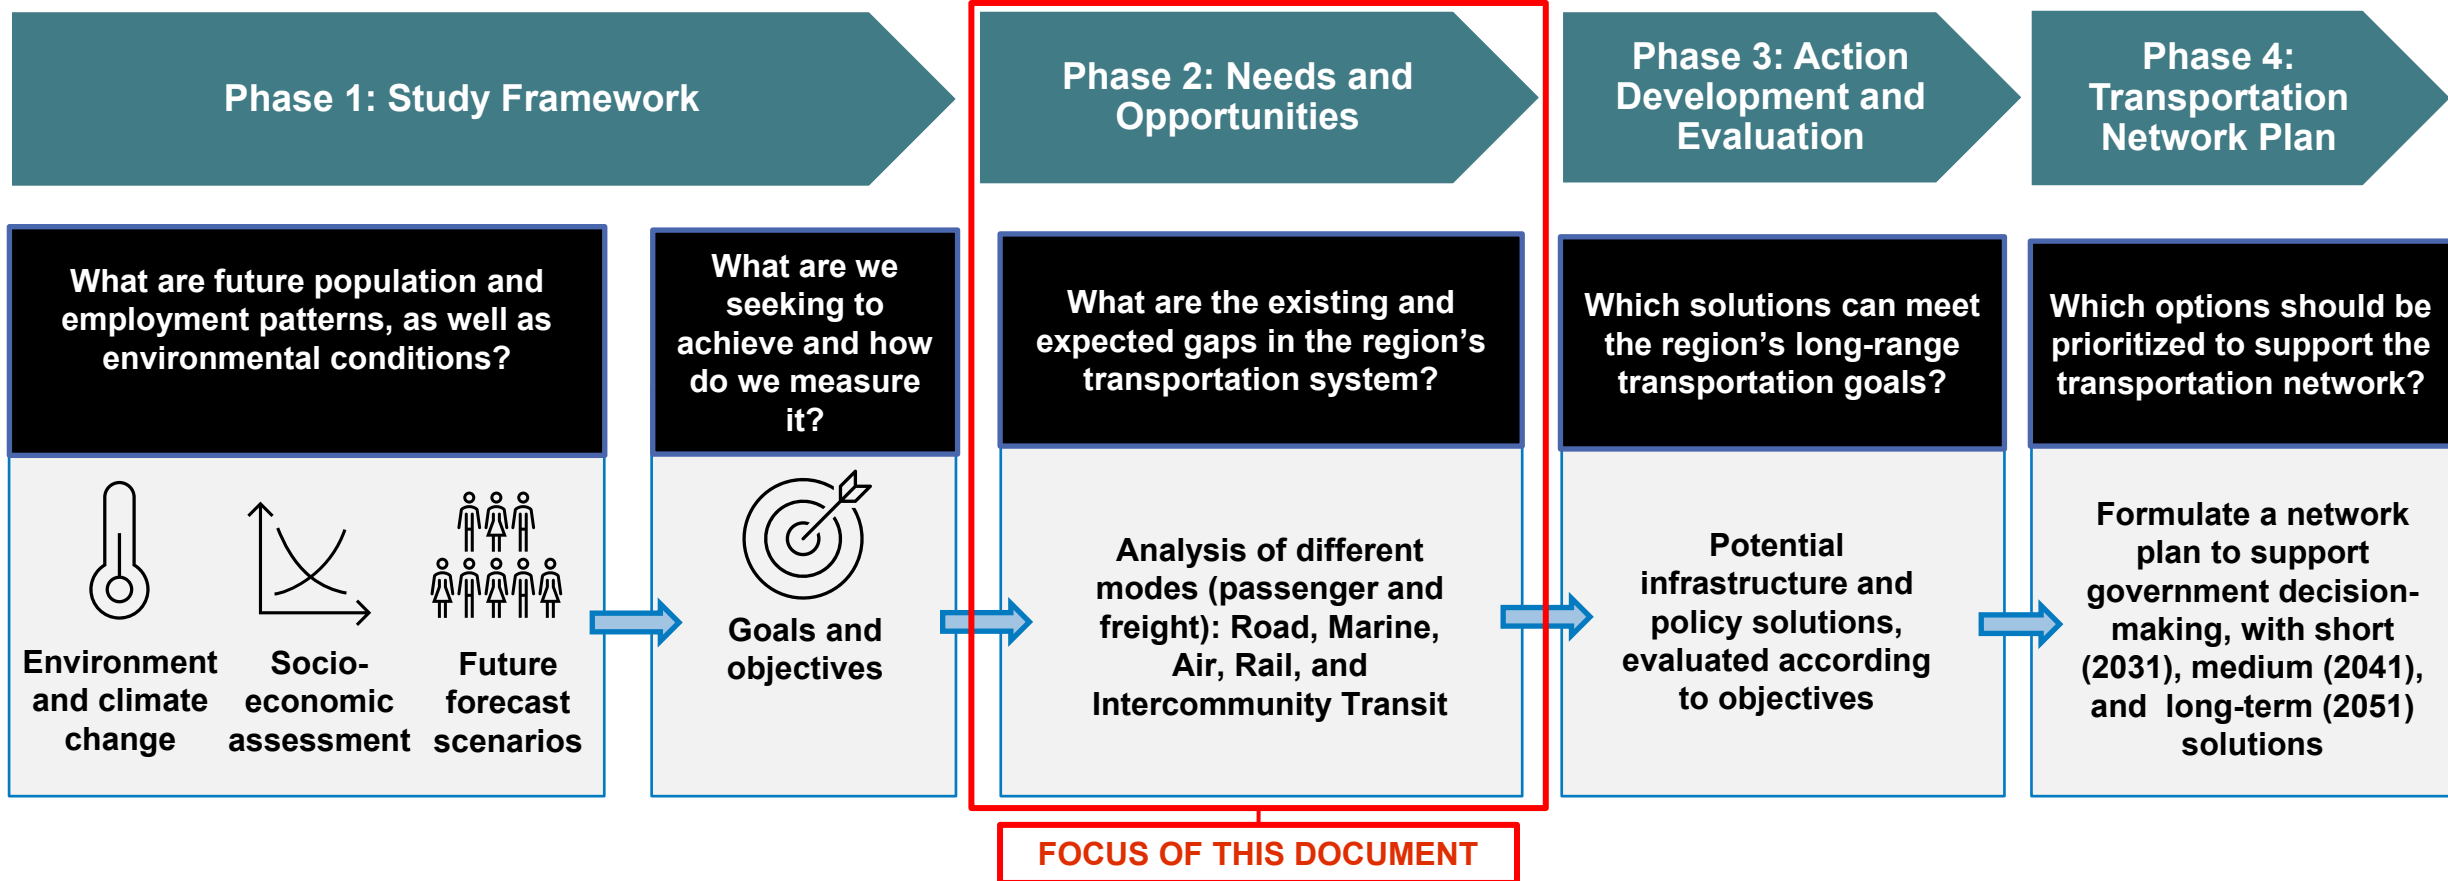 Phase 1: Study Framework
Phase 2: Needs and
Opportunities
Phase 3: Action
Development and
Evaluation
Phase 4:
Transportation
Network Plan
What are future population and
employment patterns, as well as
environmental conditions?
What are we
seeking to
achieve and how
do we measure
it?
What are the existing and
expected gaps in the region’s
transportation system?
Which solutions can meet
the region’s long-range
transportation goals?
Which options should be
prioritized to support the
transportation network?
Environment
and climate
change
Socio-
economic
assessment
Future
forecast
scenarios
Goals and
objectives
Analysis of different
modes (passenger and
freight): Road, Marine,
Air, Rail, and
Intercommunity Transit
Potential
infrastructure and
policy solutions,
evaluated according
to objectives
Formulate a network
plan to support
government decision-
making, with short
(2031), medium (2041),
and long-term (2051)
solutions
FOCUS OF THIS DOCUMENT